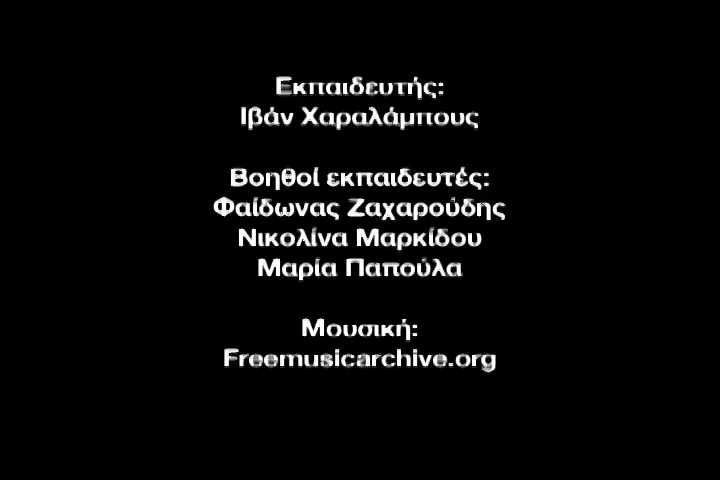 Εκπαιδευτής:
Ιβάν Χαραλάμπους
Βοηθοί εκπαιδευτές:
Φαίδωνας Ζαχαρούδης
Νικολίνα Μαρκίδου
Μαρία Παπούλα
Μουσική:
Freemusicarchive.org